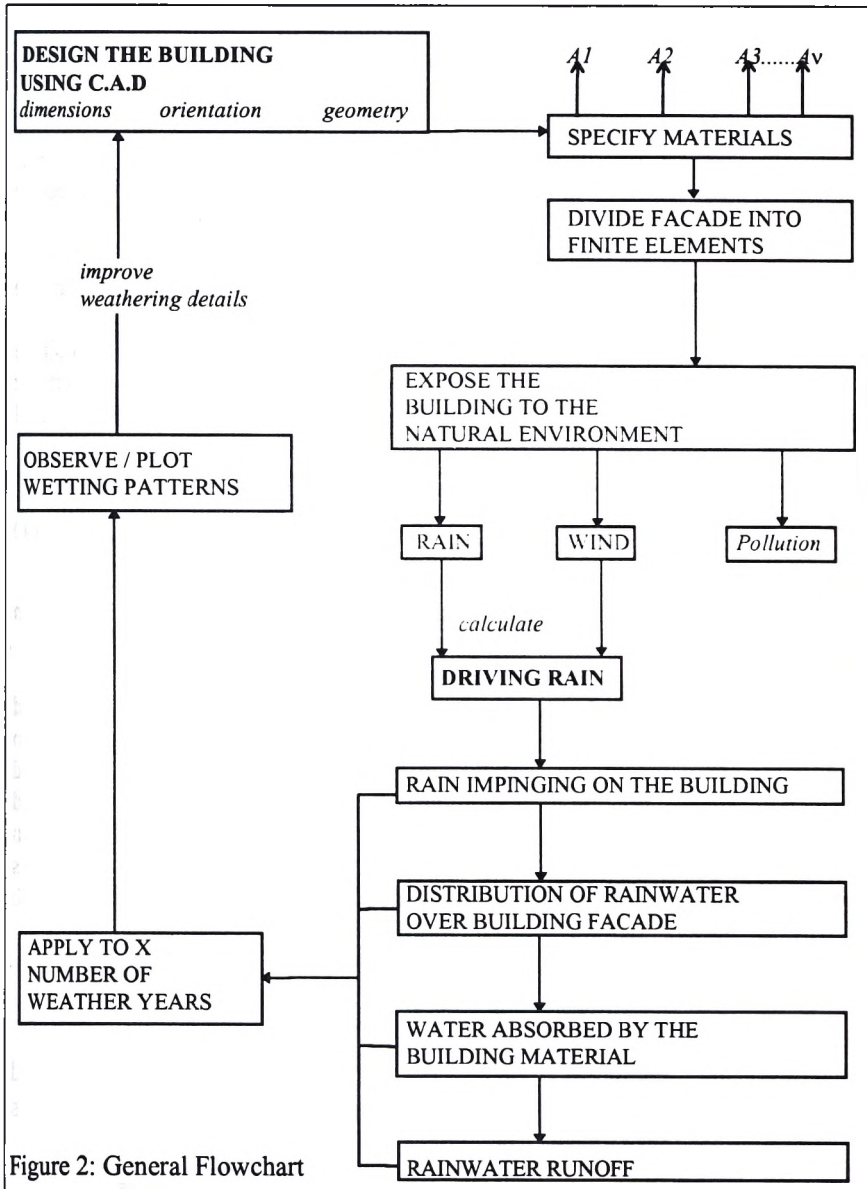 DESIGN THE BUILDING
USING C.A.D
dimensions orientation geometry
A1 A2 A3.......Aν
SPECIFY MATERIALS
DIVIDE FACADE INTO
FINITE ELEMENTS
improve
weathering details
EXPOSE THE
BUILDING TO THE
NATURAL ENVIRONMENT
OBSERVE / PLOT
WETTING PATTERNS
RAIN WIND Pollution
calculate
DRIVING RAIN
RAIN IMPINGING ON THE BUILDING
DISTRIBUTION OF RAINWATER
OVER BUILDING FACADE
APPLY TO X
NUMBER OF
WEATHER YEARS
WATER ABSORBED BY THE
BUILDING MATERIAL
RAINWATER RUNOFF
Figure 2: General Flowchart